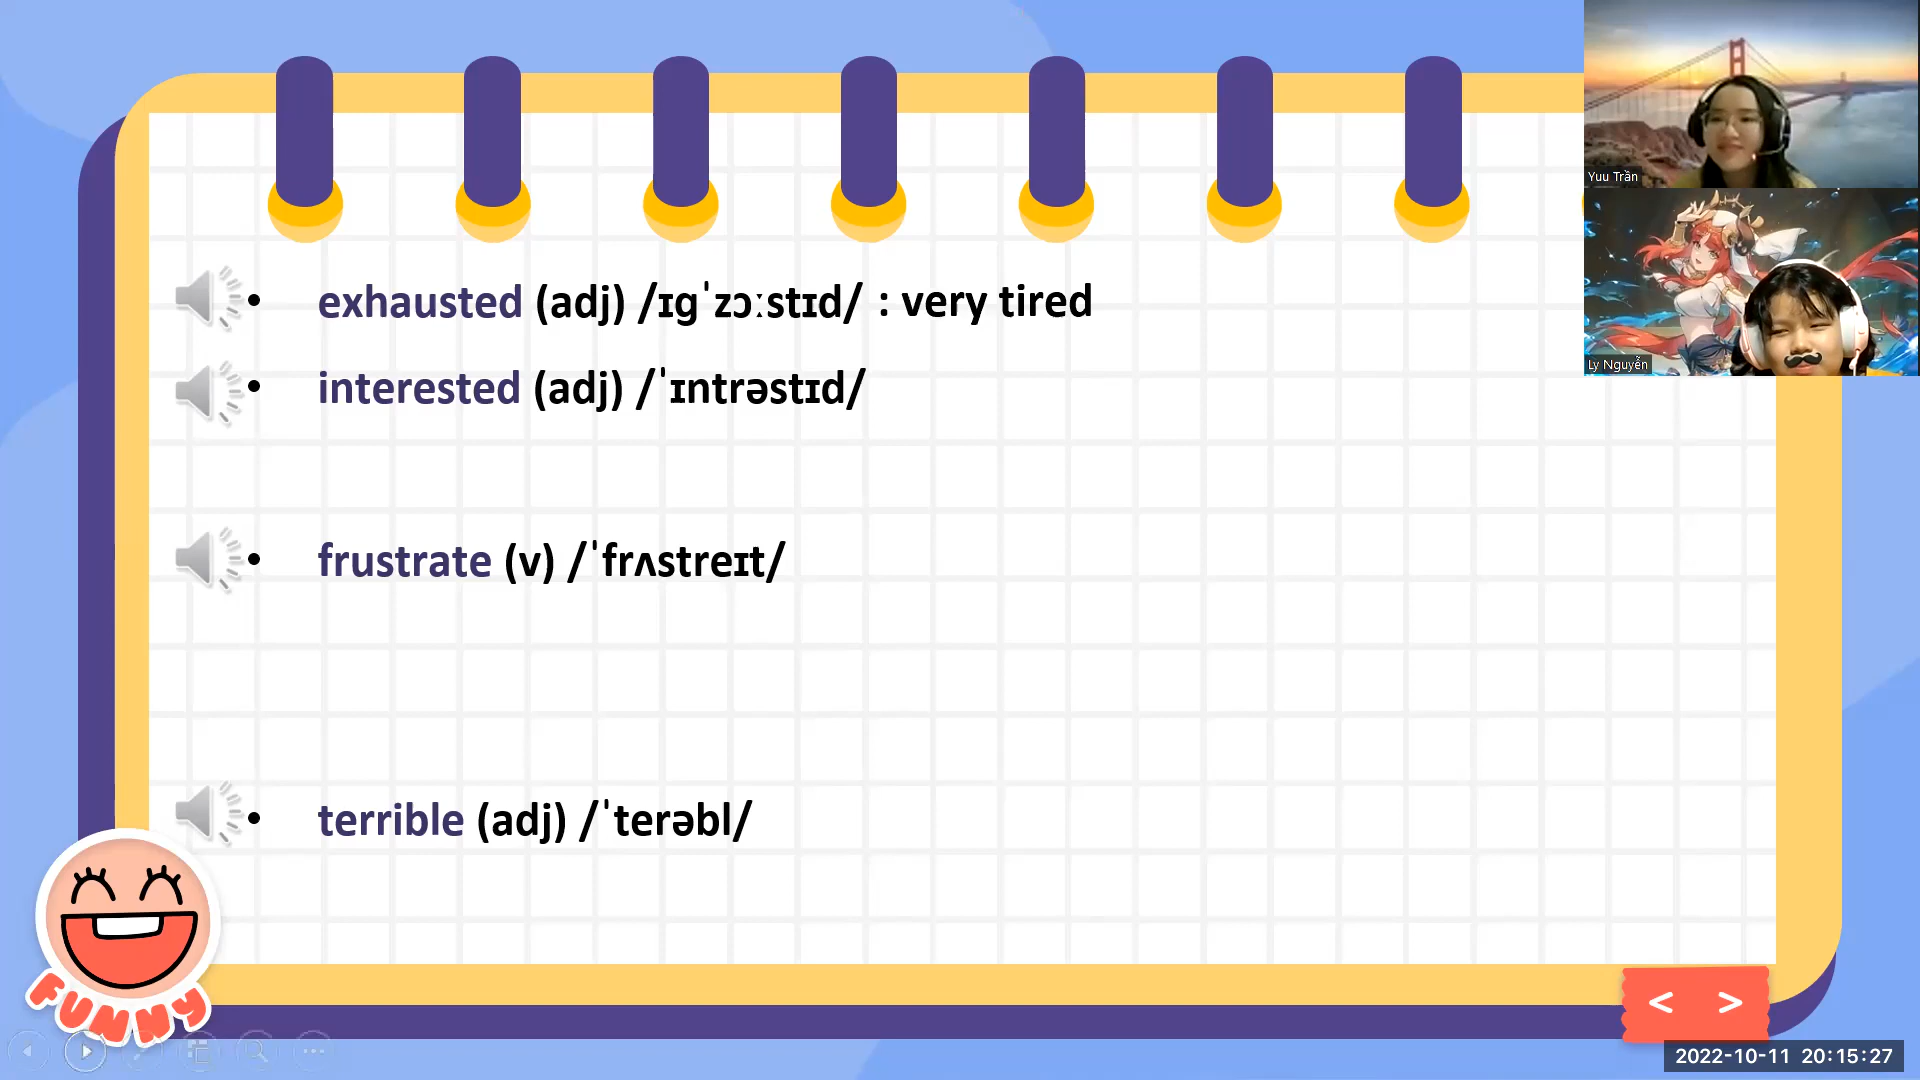 Yuu Trần
Ly Nguyễn
• exhausted (adj) /ɪɡˈzɔːstɪd/ : very tired
• interested (adj) /ˈɪntrəstɪd/
• frustrate (v) /ˈfrʌstreɪt/
• terrible (adj) /ˈterəbl/
FUNNY
< >
2022-10-11 20:15:27